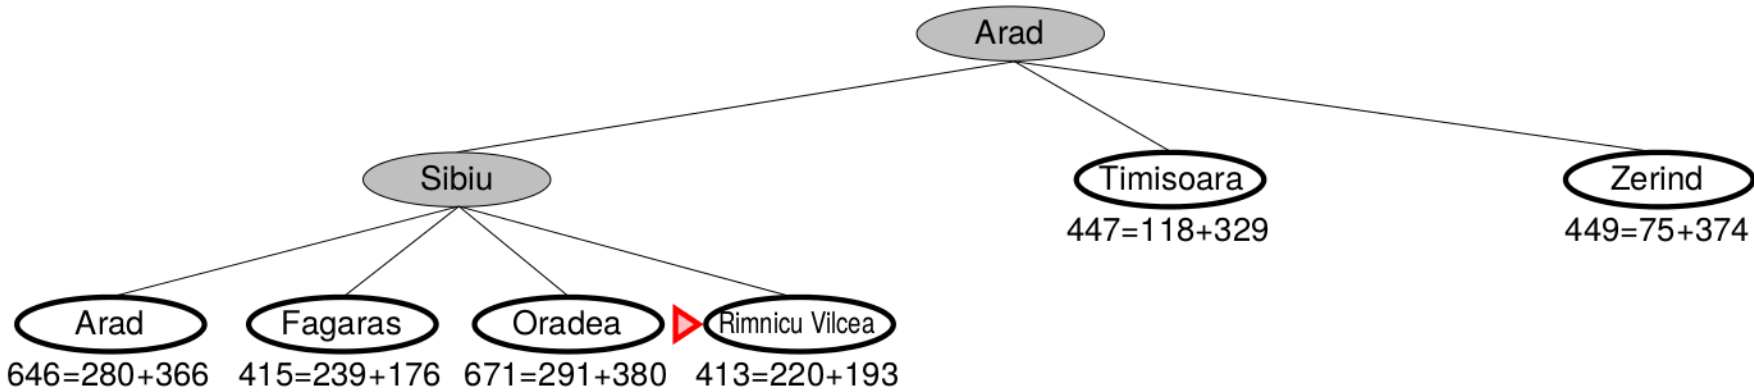 Arad
Sibiu
Timisoara
Zerind
447=118+329
449=75+374
Arad
Fagaras
Oradea
Rimnicu Vilcea
646=280+366
415=239+176
671=291+380
413=220+193